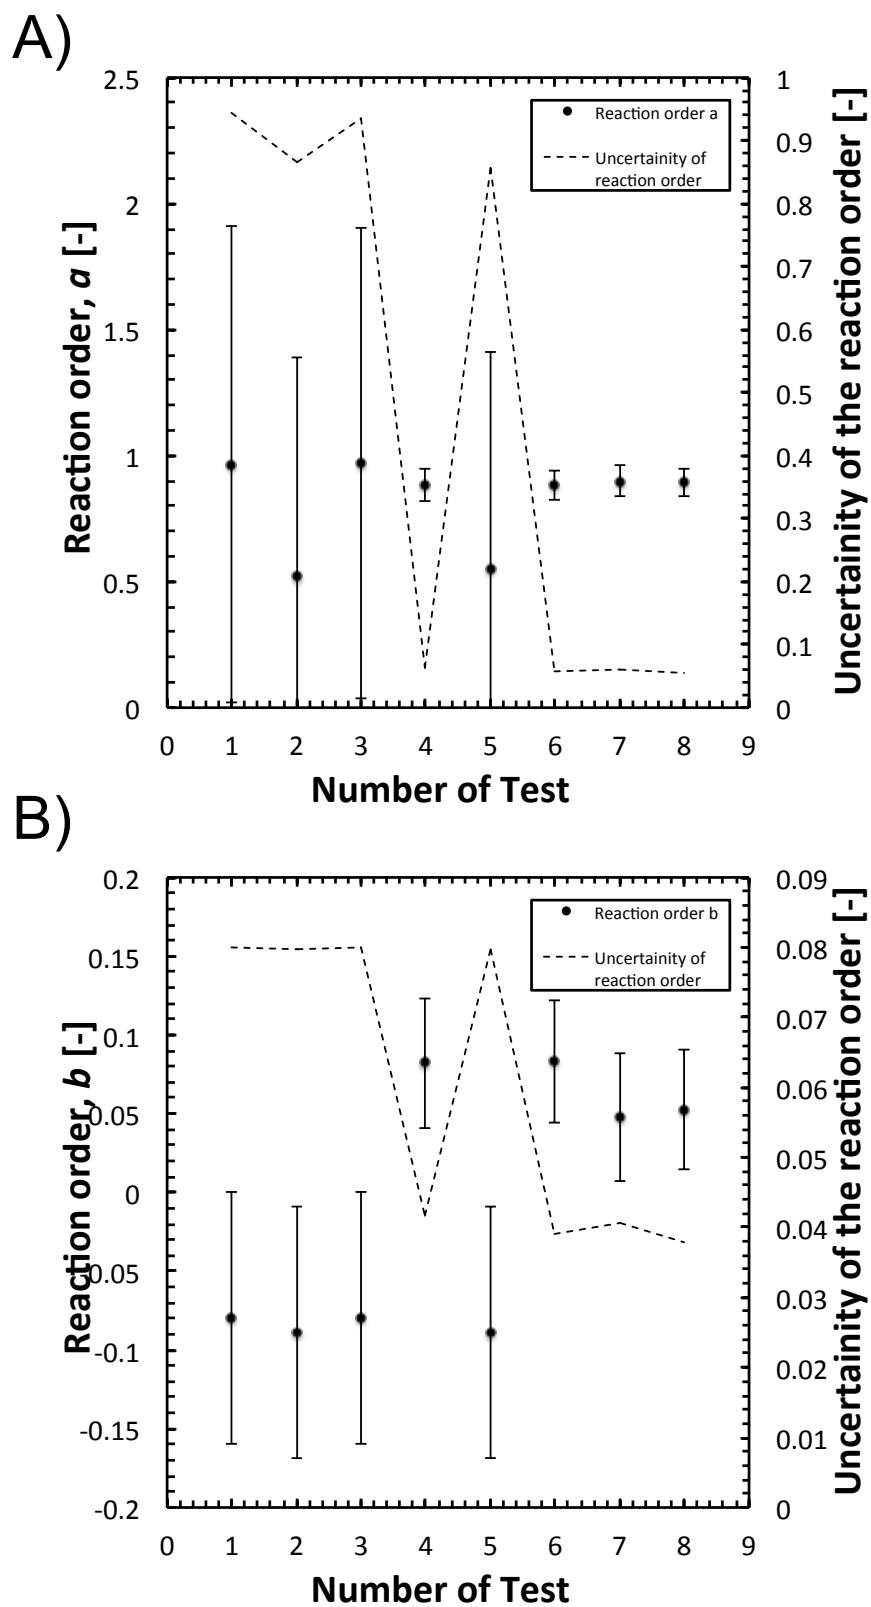 A)
2.5
2
1.5
1
0.5
0
Reaction order, a [-]
1
0.9
0.8
0.7
0.6
0.5
0.4
0.3
0.2
0.1
0
Uncertainity of the reaction order [-]
Reaction order a
Uncertainity of
reaction order
0 1 2 3 4 5 6 7 8 9
Number of Test
B)
0.2
0.15
0.1
0.05
0
-0.05
-0.1
-0.15
-0.2
Reaction order, b [-]
0.09
0.08
0.07
0.06
0.05
0.04
0.03
0.02
0.01
0
Uncertainity of the reaction order [-]
Reaction order b
Uncertainity of
reaction order
0 1 2 3 4 5 6 7 8 9
Number of Test